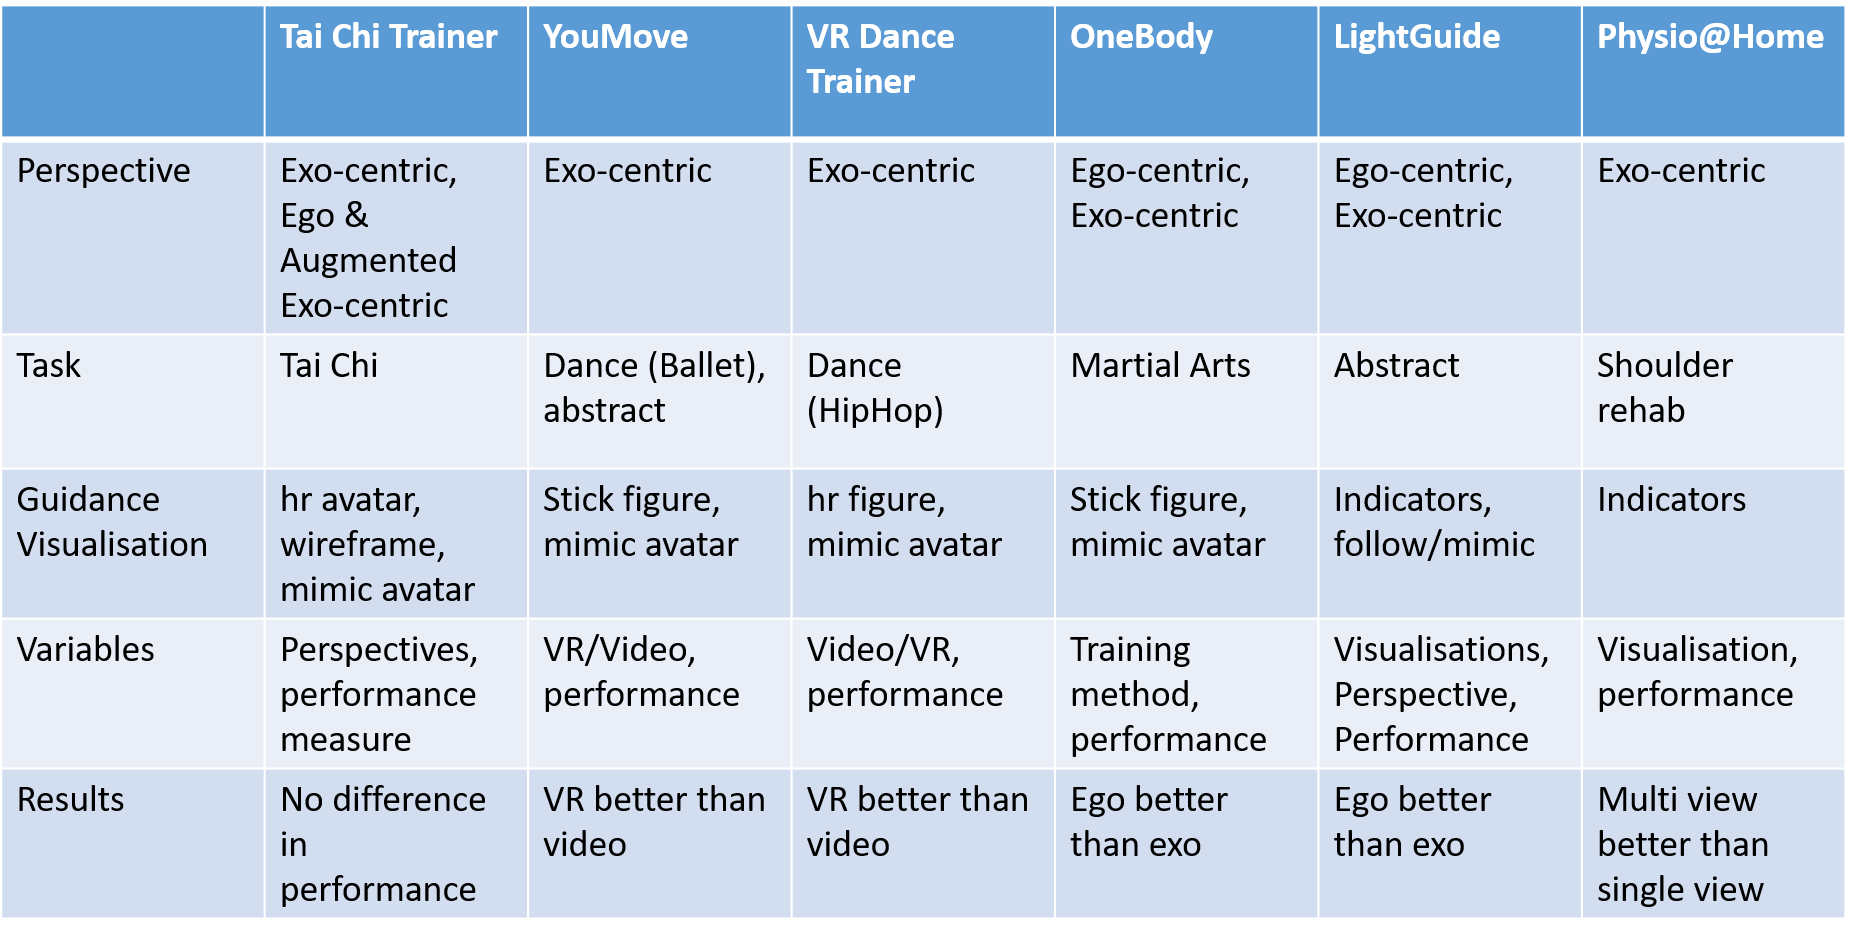 Tai Chi Trainer
YouMove
VR Dance
Trainer
OneBody
LightGuide
Physio@Home
Perspective
Exo-centric,
Ego &
Augmented
Exo-centric
Exo-centric
Exo-centric
Ego-centric,
Exo-centric
Ego-centric,
Exo-centric
Exo-centric
Task
Tai Chi
Dance (Ballet),
abstract
Dance
(HipHop)
Martial Arts
Abstract
Shoulder
rehab
Guidance
Visualisation
hr avatar,
wireframe,
mimic avatar
Stick figure,
mimic avatar
hr figure,
mimic avatar
Stick figure,
mimic avatar
Indicators,
follow/mimic
Indicators
Variables
Perspectives,
performance
measure
VR/Video,
performance
Video/VR,
performance
Training
method,
performance
Visualisations,
Perspective,
Performance
Visualisation,
performance
Results
No difference
in
performance
VR better than
video
VR better than
video
Ego better
than exo
Ego better
than exo
Multi view
better than
single view